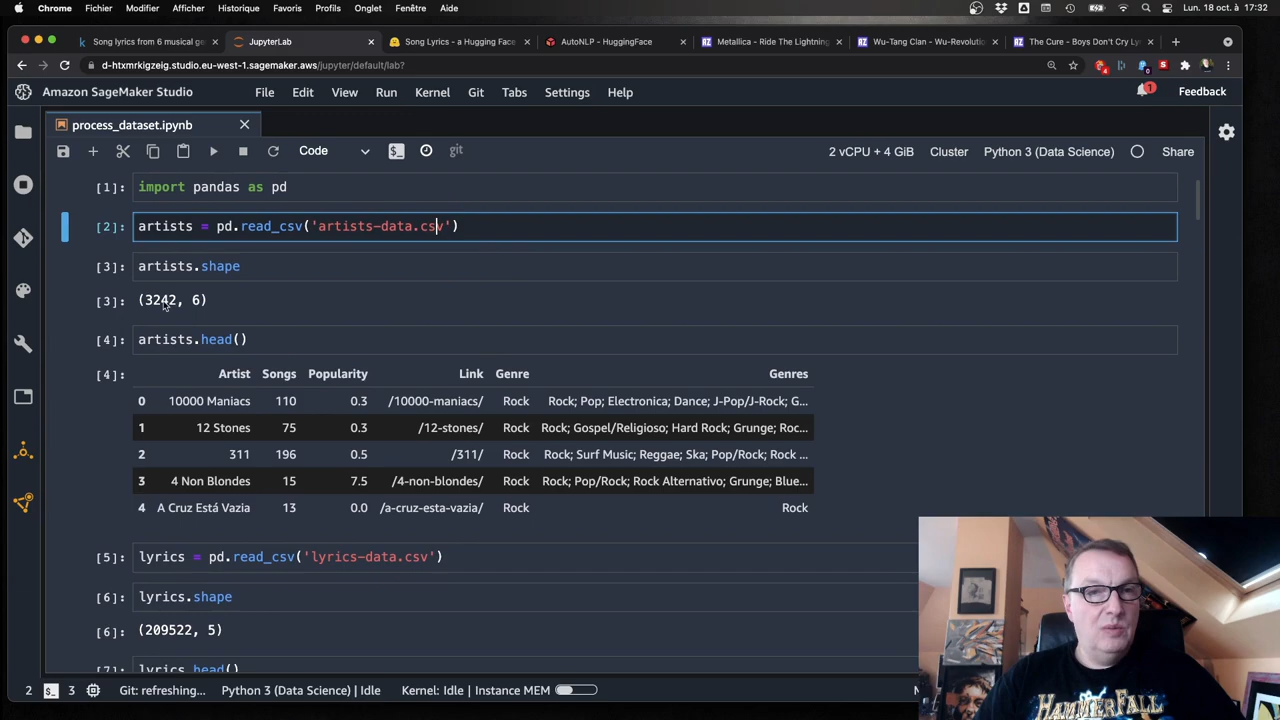 Chrome Fichier Modifier Afficher Historique Favoris Profils Onglet Fenêtre Aide Lun. 18 oct. à 17:32
Song lyrics from 6 musical ge JupyterLab Song Lyrics - a Hugging Face AutoNLP - HuggingFace Metallica - Ride The Lightning Wu-Tang Clan - Wu-Revolutio The Cure - Boys Don't Cry Ly
d-htxmrkigzeig.studio.eu-west-1.sagemaker.aws/jupyter/default/lab?
Amazon SageMaker Studio File Edit View Run Kernel Git Tabs Settings Help 1 Feedback
process_dataset.ipynb
Code git 2 vCPU + 4 GiB Cluster Python 3 (Data Science) Share
[1]: import pandas as pd
[2]: artists = pd.read_csv('artists-data.csv')
[3]: artists.shape
[3]: (3242, 6)
[4]: artists.head()
[4]: Artist Songs Popularity Link Genre Genres
0 10000 Maniacs 110 0.3 /10000-maniacs/ Rock Rock; Pop; Electronica; Dance; J-Pop/J-Rock; G...
1 12 Stones 75 0.3 /12-stones/ Rock Rock; Gospel/Religioso; Hard Rock; Grunge; Roc...
2 311 196 0.5 /311/ Rock Rock; Surf Music; Reggae; Ska; Pop/Rock; Rock ...
3 4 Non Blondes 15 7.5 /4-non-blondes/ Rock Rock; Pop/Rock; Rock Alternativo; Grunge; Blue...
4 A Cruz Está Vazia 13 0.0 /a-cruz-esta-vazia/ Rock Rock
[5]: lyrics = pd.read_csv('lyrics-data.csv')
[6]: lyrics.shape
[6]: (209522, 5)
[7]: lyrics.head()
HAMMERFALL
2 3 Git: refreshing... Python 3 (Data Science) | Idle Kernel: Idle | Instance MEM